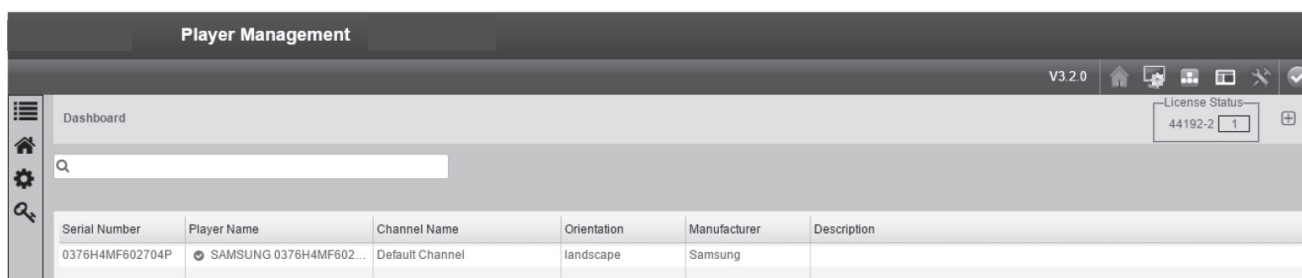 Player Management
V3.2.0
License Status
44192-2 1
Dashboard
Serial Number Player Name Channel Name Orientation Manufacturer Description
0376H4MF602704P SAMSUNG 0376H4MF602... Default Channel landscape Samsung